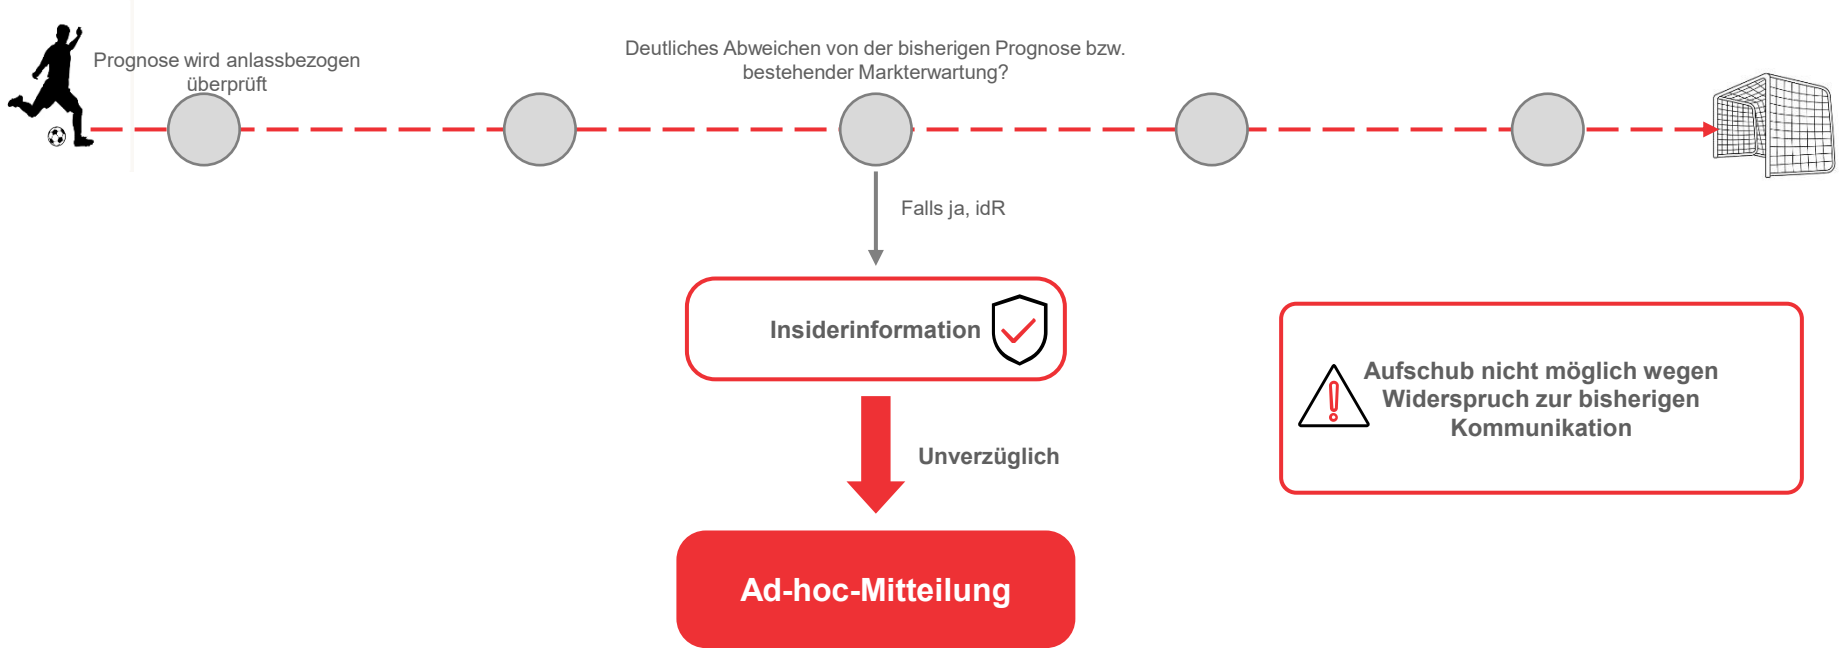 Prognose wird anlassbezogen
überprüft
Deutliches Abweichen von der bisherigen Prognose bzw.
bestehender Markterwartung?
Falls ja, idR
Insiderinformation
Aufschub nicht möglich wegen
Widerspruch zur bisherigen
Kommunikation
Unverzüglich
Ad-hoc-Mitteilung